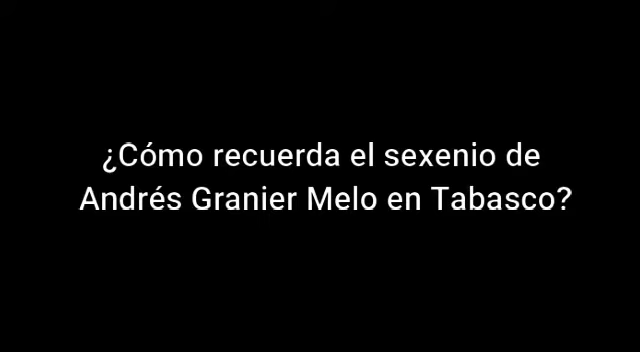 ¿Cómo recuerda el sexenio de
Andrés Granier Melo en Tabasco?